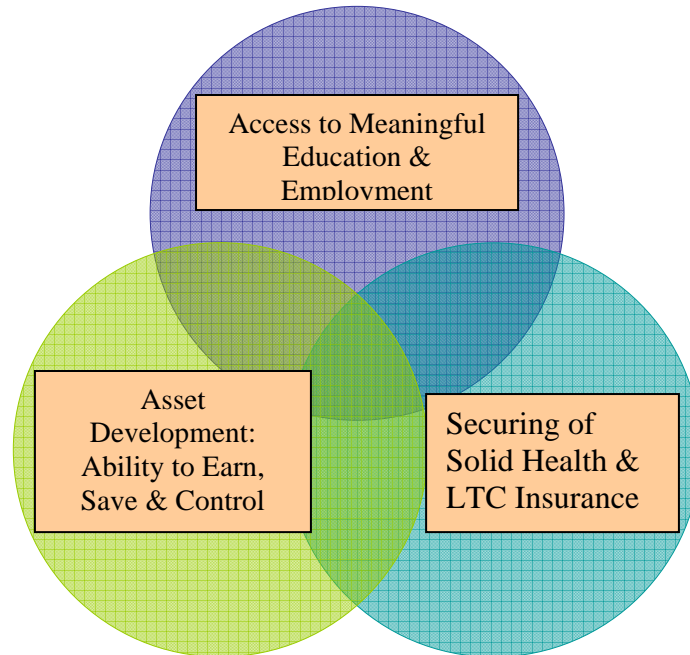 Access to Meaningful
Education &
Employment
Asset
Development:
Ability to Earn,
Save & Control
Securing of
Solid Health &
LTC Insurance